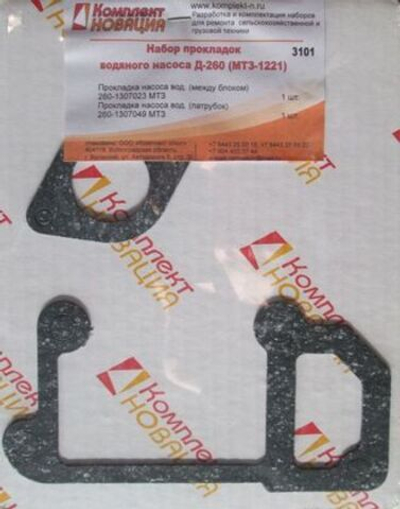 Комплект
НОВАЦИЯ
www.komplekt-n.ru
Разработка и комплектация наборов
для ремонта сельскохозяйственной и
грузовой техники
Набор прокладок 3101
водяного насоса Д-260 (МТЗ-1221)
Прокладка насоса вод. (между блоком)
260-1307023 МТЗ 1 шт.
Прокладка насоса вод. (патрубок)
260-1307049 МТЗ 1 шт.
Комплект
НОВАЦИЯ
Комплект
НОВАЦИЯ
Комплект
НОВАЦИЯ
Комплект
НОВАЦИЯ